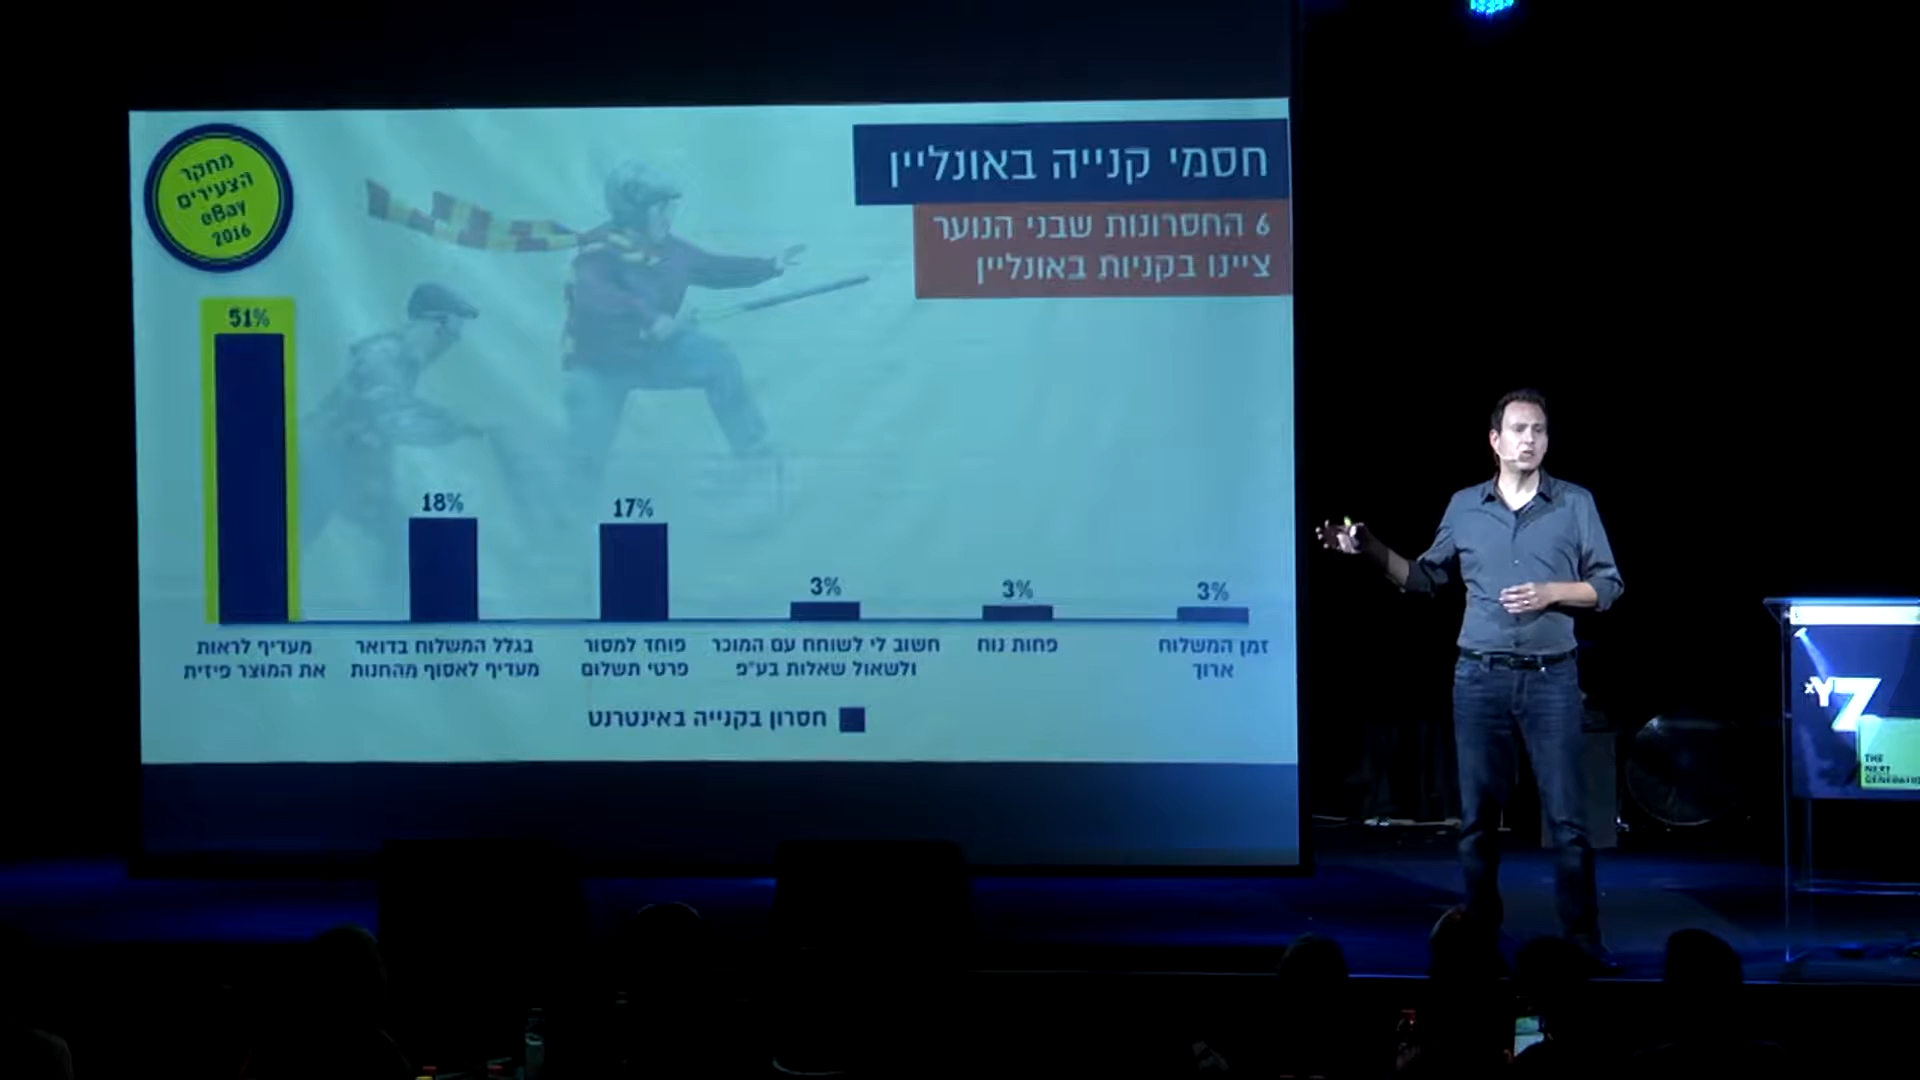 חסמי קנייה באונליין
6 החסרונות שבני הנוער
ציינו בקניות באונליין
מחקר
הצעירים
eBay
2016
51%
18%
17%
3%
3%
3%
מעדיף לראות
את המוצר פיזית
בגלל המשלוח בדואר
מעדיף לאסוף מהחנות
פוחד למסור
פרטי תשלום
חשוב לי לשוחח עם המוכר
ולשאול שאלות בע"פ
פחות נוח
זמן המשלוח
ארוך
חסרון בקנייה באינטרנט
XYZ
THE
NEXT